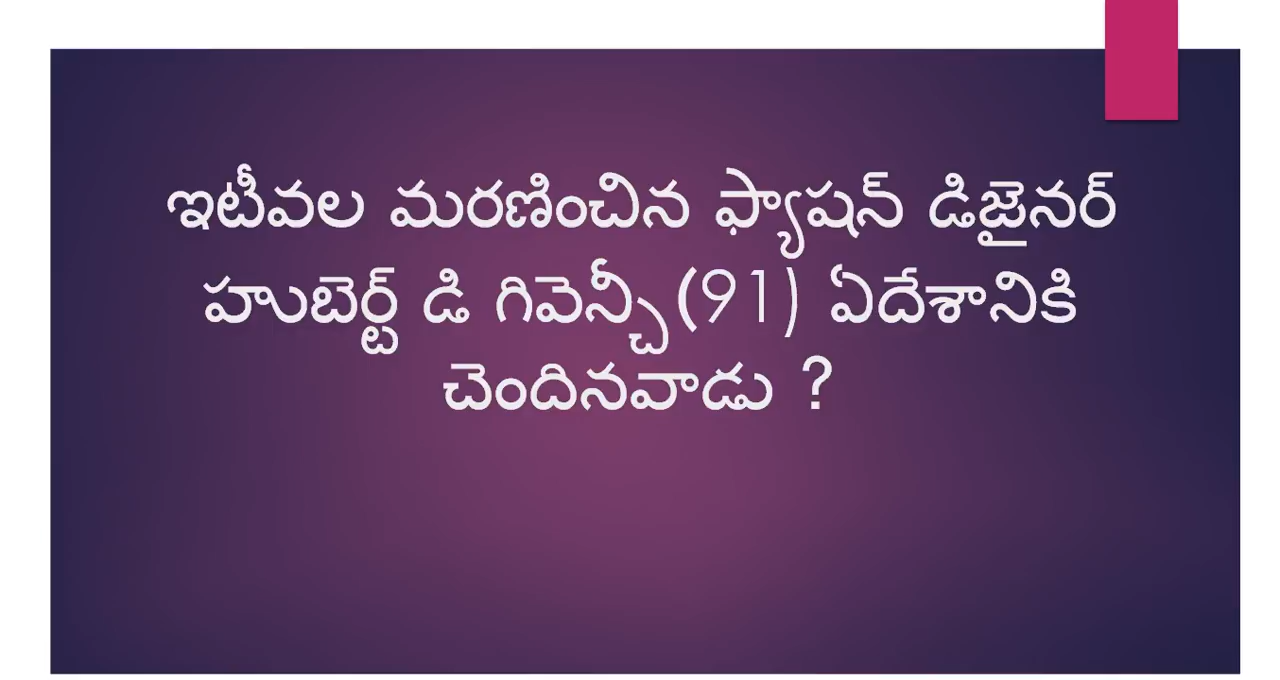 ఇటీవల మరణించిన ఫ్యాషన్ డిజైనర్
హుబెర్ట్ డి గివెన్చీ(91) ఏదేశానికి
చెందినవాడు ?